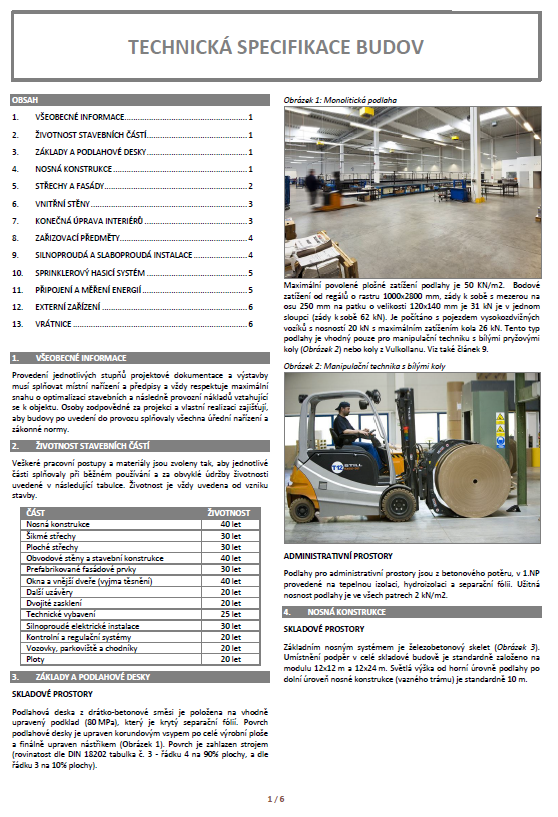 TECHNICKÁ SPECIFIKACE BUDOV
OBSAH
1. VŠEOBECNÉ INFORMACE 1
2. ŽIVOTNOST STAVEBNÍCH ČÁSTÍ 1
3. ZÁKLADY A PODLAHOVÉ DESKY 1
4. NOSNÁ KONSTRUKCE 1
5. STŘECHY A FASÁDY 2
6. VNITŘNÍ STĚNY 3
7. KONEČNÁ ÚPRAVA INTERIÉRŮ 3
8. ZAŘIZOVACÍ PŘEDMĚTY 4
9. SILNOPROUDÁ A SLABOPROUDÁ INSTALACE 4
10. SPRINKLEROVÝ HASICÍ SYSTÉM 5
11. PŘIPOJENÍ A MĚŘENÍ ENERGIÍ 5
12. EXTERNÍ ZAŘÍZENÍ 6
13. VRÁTNICE 6
1. VŠEOBECNÉ INFORMACE
Provedení jednotlivých stupňů projektové dokumentace a výstavby
musí splňovat místní nařízení a předpisy a vždy respektuje maximální
snahu o optimalizaci stavebních a následně provozní nákladů vztahující
se k objektu. Osoby zodpovědné za projekci a vlastní realizaci zajišťují,
aby budovy po uvedení do provozu splňovaly všechna úřední nařízení a
zákonné normy.
2. ŽIVOTNOST STAVEBNÍCH ČÁSTÍ
Veškeré pracovní postupy a materiály jsou zvoleny tak, aby jednotlivé
části splňovaly při běžném používání a za obvyklé údržby životnosti
uvedené v následující tabulce. Životnost je vždy uvedena od vzniku
stavby.
ČÁST ŽIVOTNOST
Nosná konstrukce 40 let
Šikmé střechy 30 let
Ploché střechy 30 let
Obvodové stěny a stavební konstrukce 40 let
Prefabrikované fasádové prvky 30 let
Okna a vnější dveře (vyjma těsnění) 40 let
Další uzávěry 20 let
Dvojité zasklení 20 let
Technické vybavení 25 let
Silnoproudé elektrické instalace 30 let
Kontrolní a regulační systémy 20 let
Vozovky, parkoviště a chodníky 20 let
Ploty 20 let
3. ZÁKLADY A PODLAHOVÉ DESKY
SKLADOVÉ PROSTORY
Podlahová deska z drátko-betonové směsi je položena na vhodně
upravený podklad (80 MPa), který je krytý separační fólií. Povrch
podlahové desky je upraven korundovým vsypem po celé výrobní ploše
a finálně upraven nástřikem (Obrázek 1). Povrch je zahlazen strojem
(rovinatost dle DIN 18202 tabulka č. 3 - řádku 4 na 90% plochy, a dle
řádku 3 na 10% plochy).
Obrázek 1: Monolitická podlaha
Maximální povolené plošné zatížení podlahy je 50 KN/m2. Bodové
zatížení od regálů o rastru 1000x2800 mm, zády k sobě s mezerou na
osu 250 mm na patku o velikosti 120x140 mm je 31 kN je v jednom
sloupci (zády k sobě 62 kN). Je počítáno s pojezdem vysokozdvižných
vozíků s nosností 20 kN s maximálním zatížením kola 26 kN. Tento typ
podlahy je vhodný pouze pro manipulační techniku s bílými pryžovými
koly (Obrázek 2) nebo koly z Vulkollanu. Viz také článek 9.
Obrázek 2: Manipulační technika s bílými koly
STILL
ADMINISTRATIVNÍ PROSTORY
Podlahy pro administrativní prostory jsou z betonového potěru, v 1.NP
provedené na tepelnou izolaci, hydroizolaci a separační fólii. Užitná
nosnost podlahy je ve všech patrech 2 kN/m2.
4. NOSNÁ KONSTRUKCE
SKLADOVÉ PROSTORY
Základním nosným systémem je železobetonový skelet (Obrázek 3).
Umístnění podpěr v celé skladové budově je standardně založeno na
modulu 12x12 m a 12x24 m. Světlá výška od horní úrovně podlahy po
dolní úroveň nosné konstrukce (vazného trámu) je standardně 10 m.
1 / 6